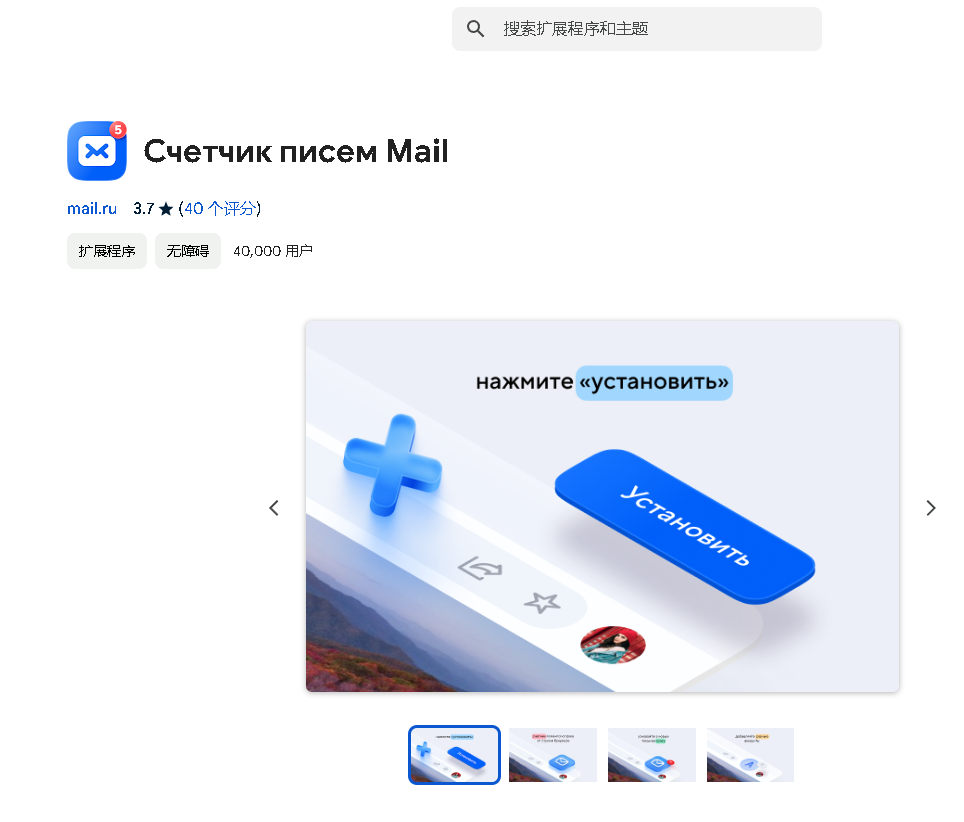 搜索扩展程序和主题
5
Счетчик писем Mail
mail.ru 3.7 ★ (40 个评分)
扩展程序 无障碍 40,000 用户
нажмите «установить»
Установить